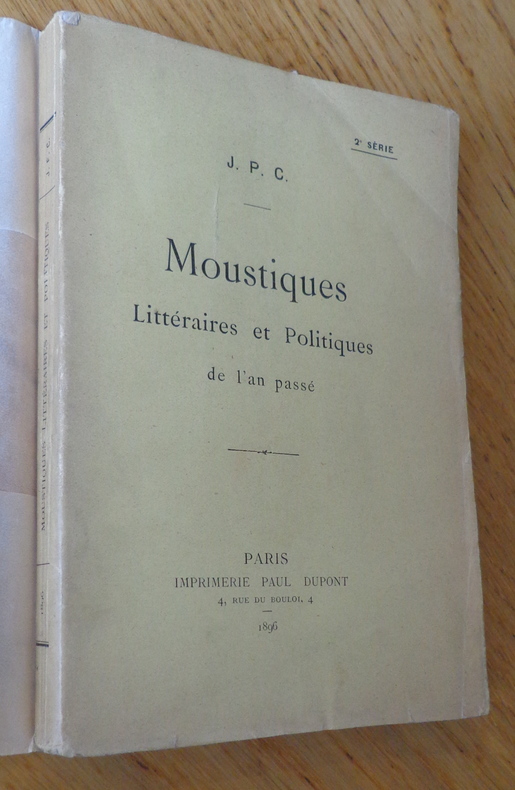 2e SÉRIE
J. P. C.
Moustiques
Littéraires et Politiques
de l'an passé
PARIS
IMPRIMERIE PAUL DUPONT
4, RUE DU BOULOI, 4
1896
MOUSTIQUES LITTÉRAIRES ET POLITIQUES
1896